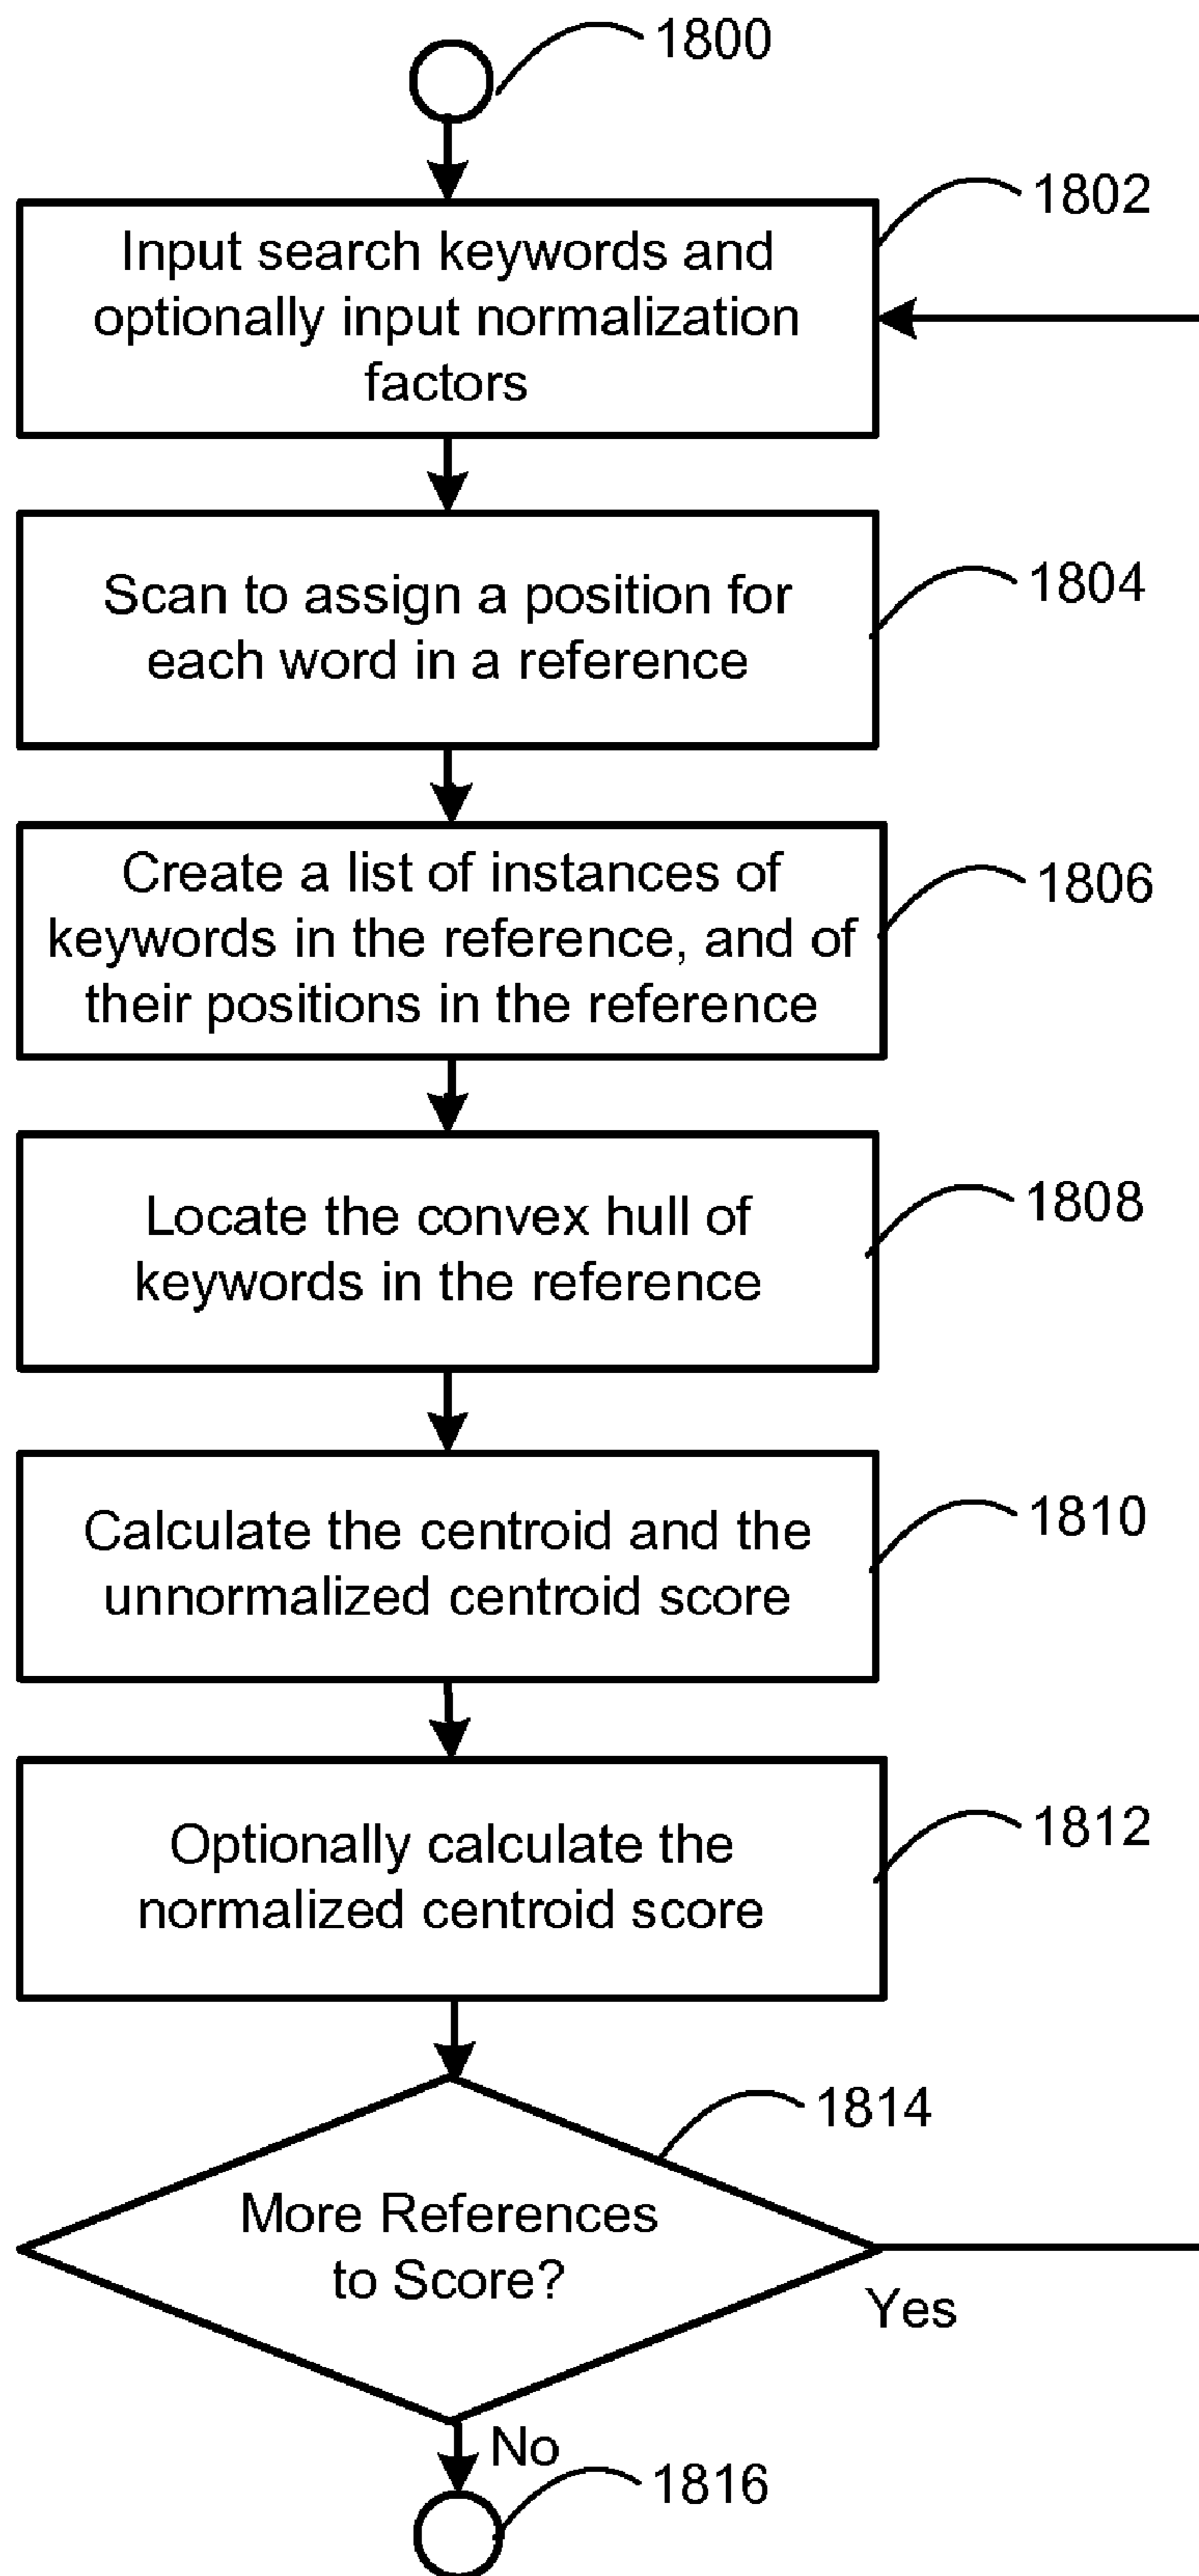 1800
1802
Input search keywords and
optionally input normalization
factors
1804
Scan to assign a position for
each word in a reference
1806
Create a list of instances of
keywords in the reference, and of
their positions in the reference
1808
Locate the convex hull of
keywords in the reference
1810
Calculate the centroid and the
unnormalized centroid score
1812
Optionally calculate the
normalized centroid score
1814
More References
to Score?
Yes
No
1816